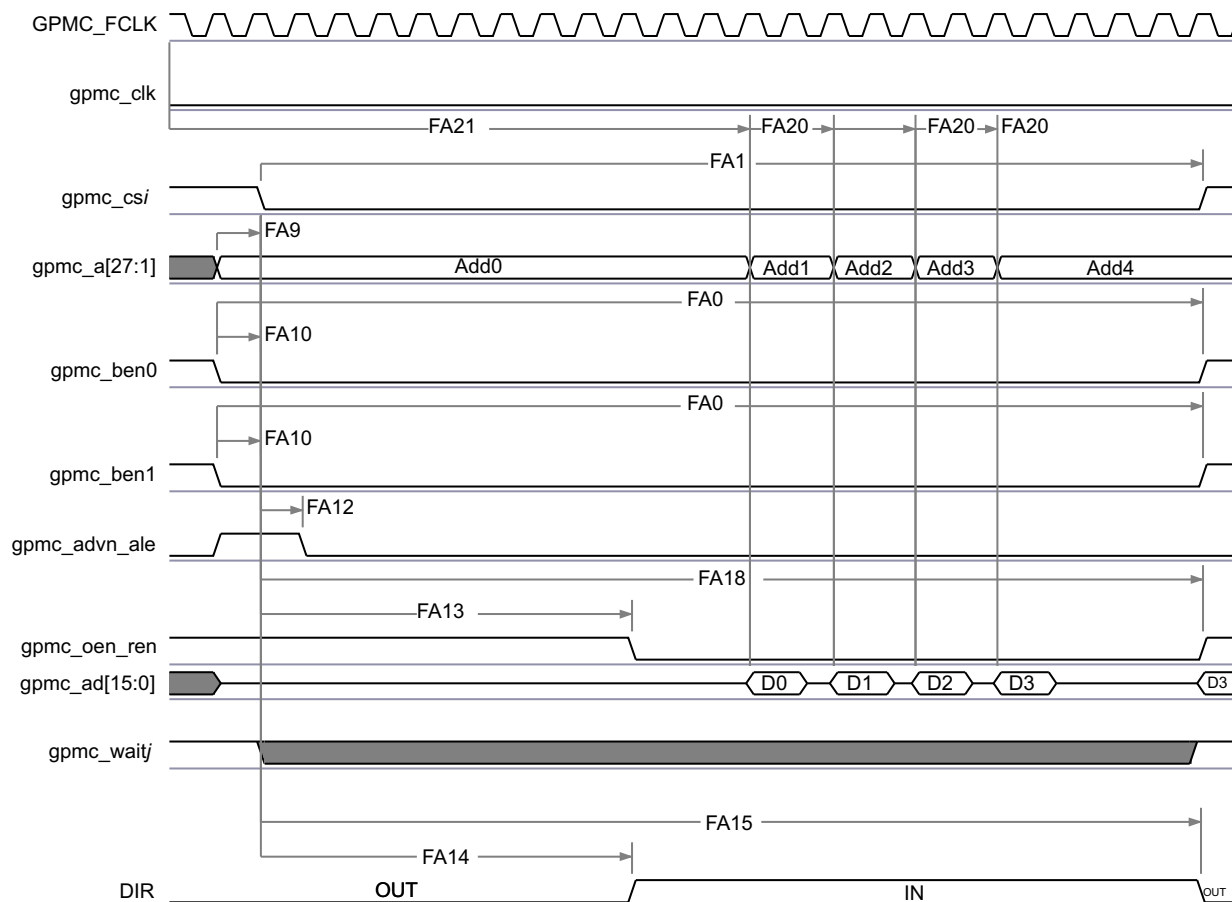 GPMC_FCLK
gpmc_clk
FA21 FA20 FA20 FA20
FA1
gpmc_csi
FA9
gpmc_a[27:1] Add0 Add1 Add2 Add3 Add4
FA0
FA10
gpmc_ben0
FA0
FA10
gpmc_ben1
FA12
gpmc_advn_ale
FA18
FA13
gpmc_oen_ren
gpmc_ad[15:0] D0 D1 D2 D3 D3
gpmc_waitj
FA15
FA14
DIR OUT IN OUT